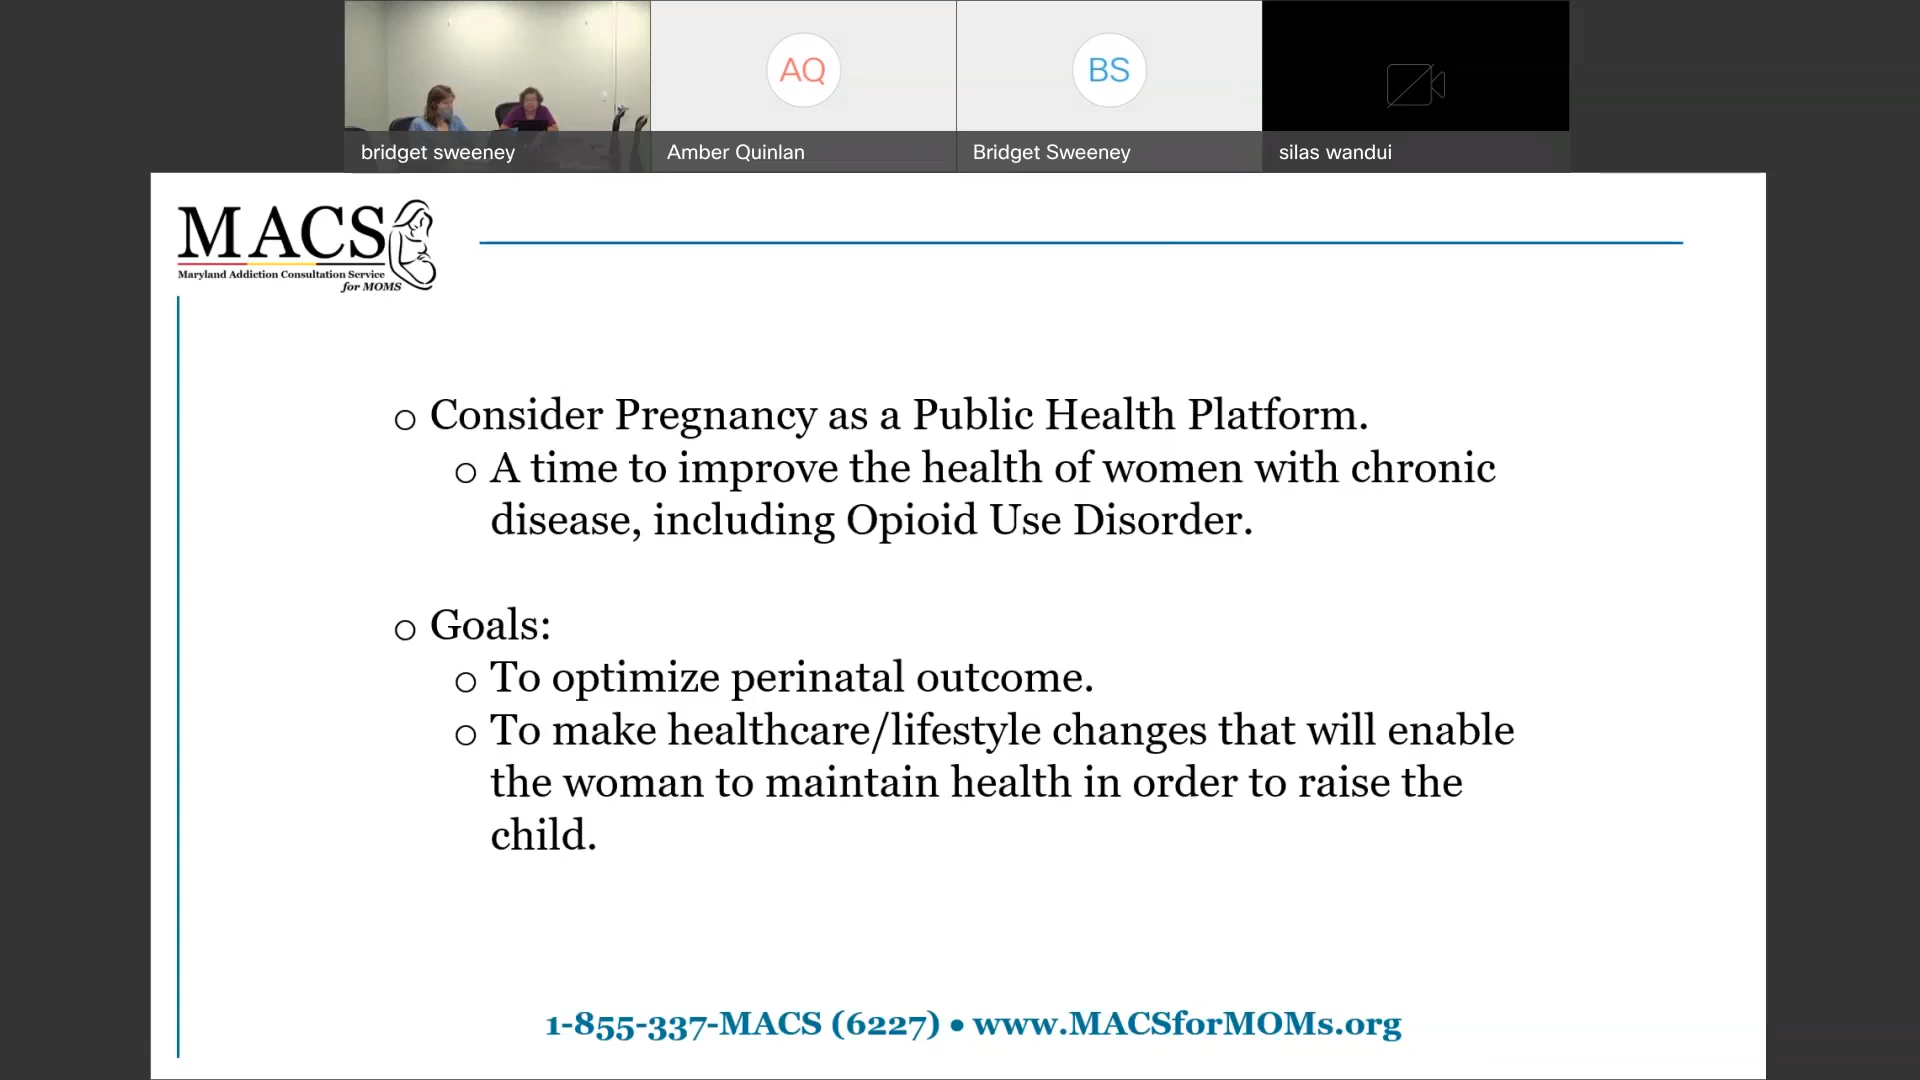 AQ
BS
bridget sweeney
Amber Quinlan
Bridget Sweeney
silas wandui
MACS
Maryland Addiction Consultation Service
for MOMS
Consider Pregnancy as a Public Health Platform.
A time to improve the health of women with chronic
disease, including Opioid Use Disorder.
Goals:
To optimize perinatal outcome.
To make healthcare/lifestyle changes that will enable
the woman to maintain health in order to raise the
child.
1-855-337-MACS (6227) • www.MACSforMOMs.org